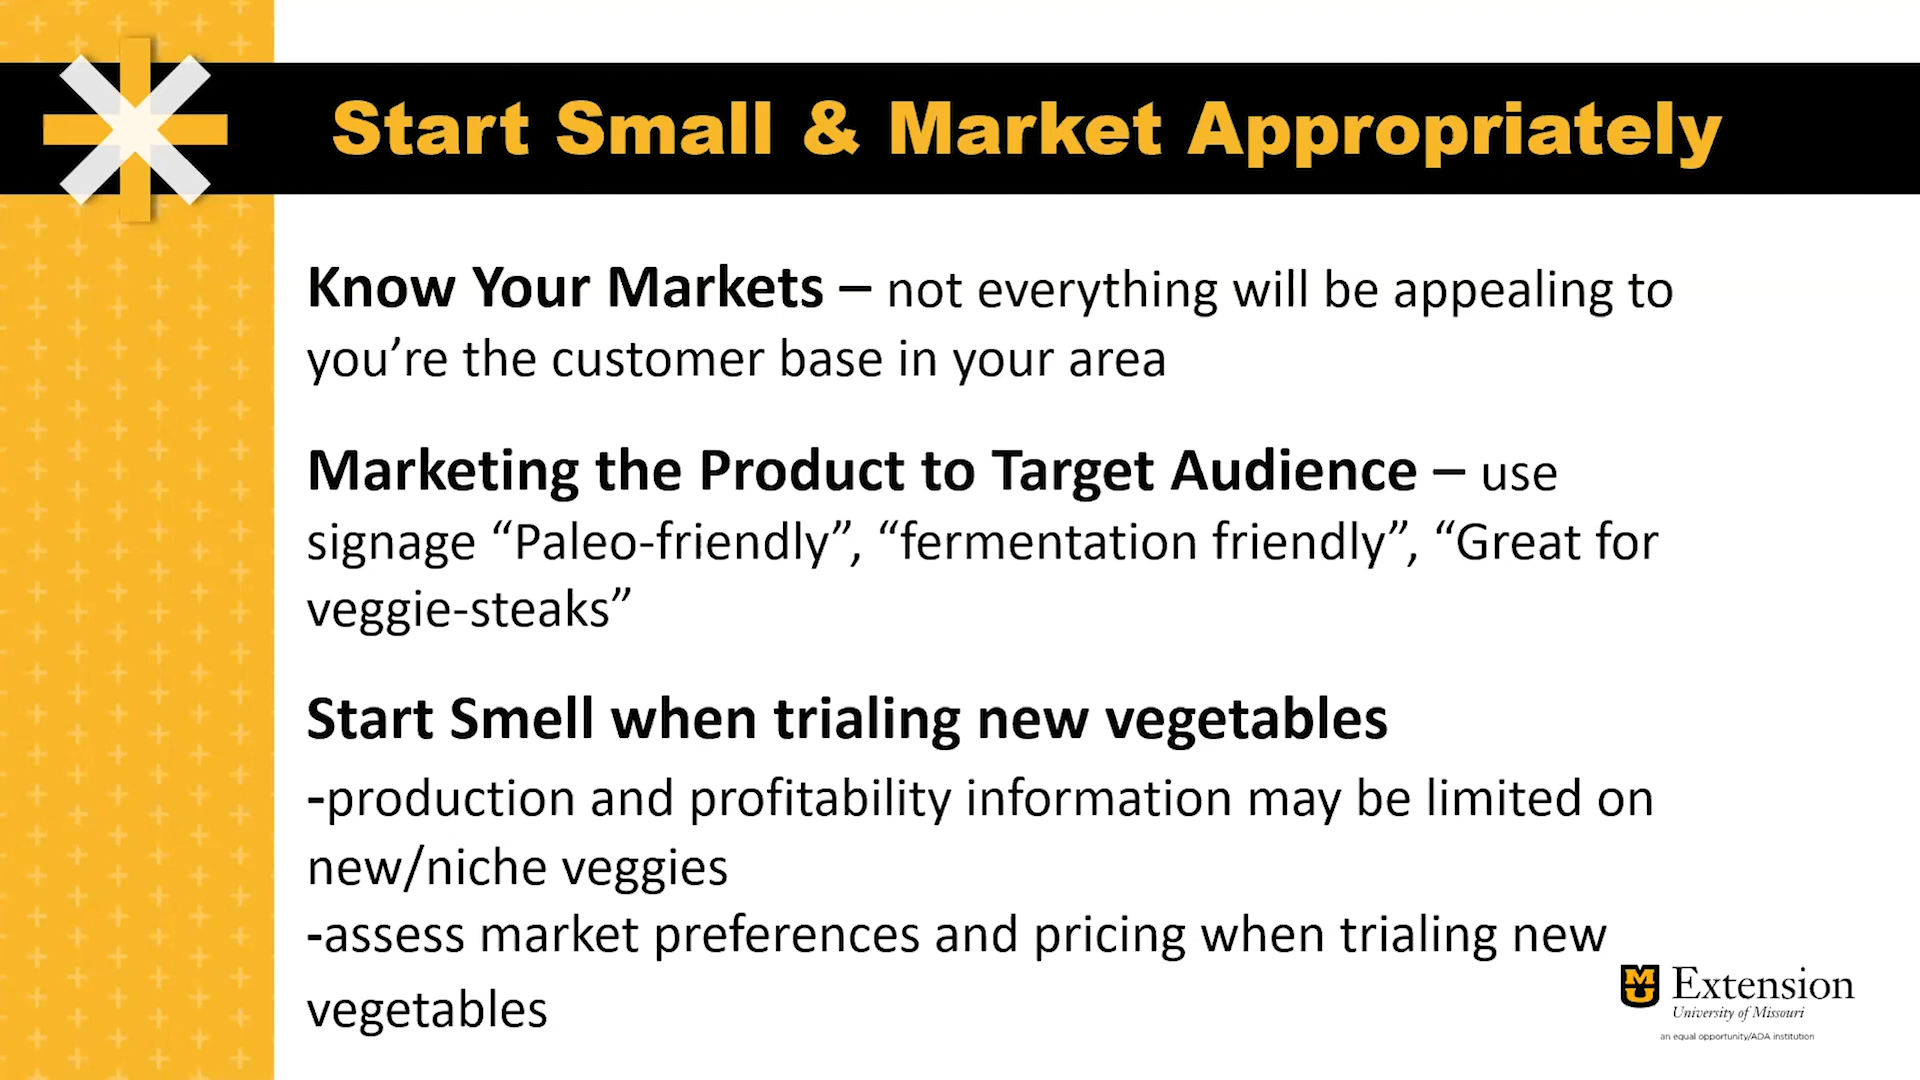 Start Small & Market Appropriately
Know Your Markets – not everything will be appealing to
you’re the customer base in your area
Marketing the Product to Target Audience – use
signage “Paleo-friendly”, “fermentation friendly”, “Great for
veggie-steaks”
Start Smell when trialing new vegetables
-production and profitability information may be limited on
new/niche veggies
-assess market preferences and pricing when trialing new
vegetables
MU Extension
University of Missouri
an equal opportunity/ADA institution